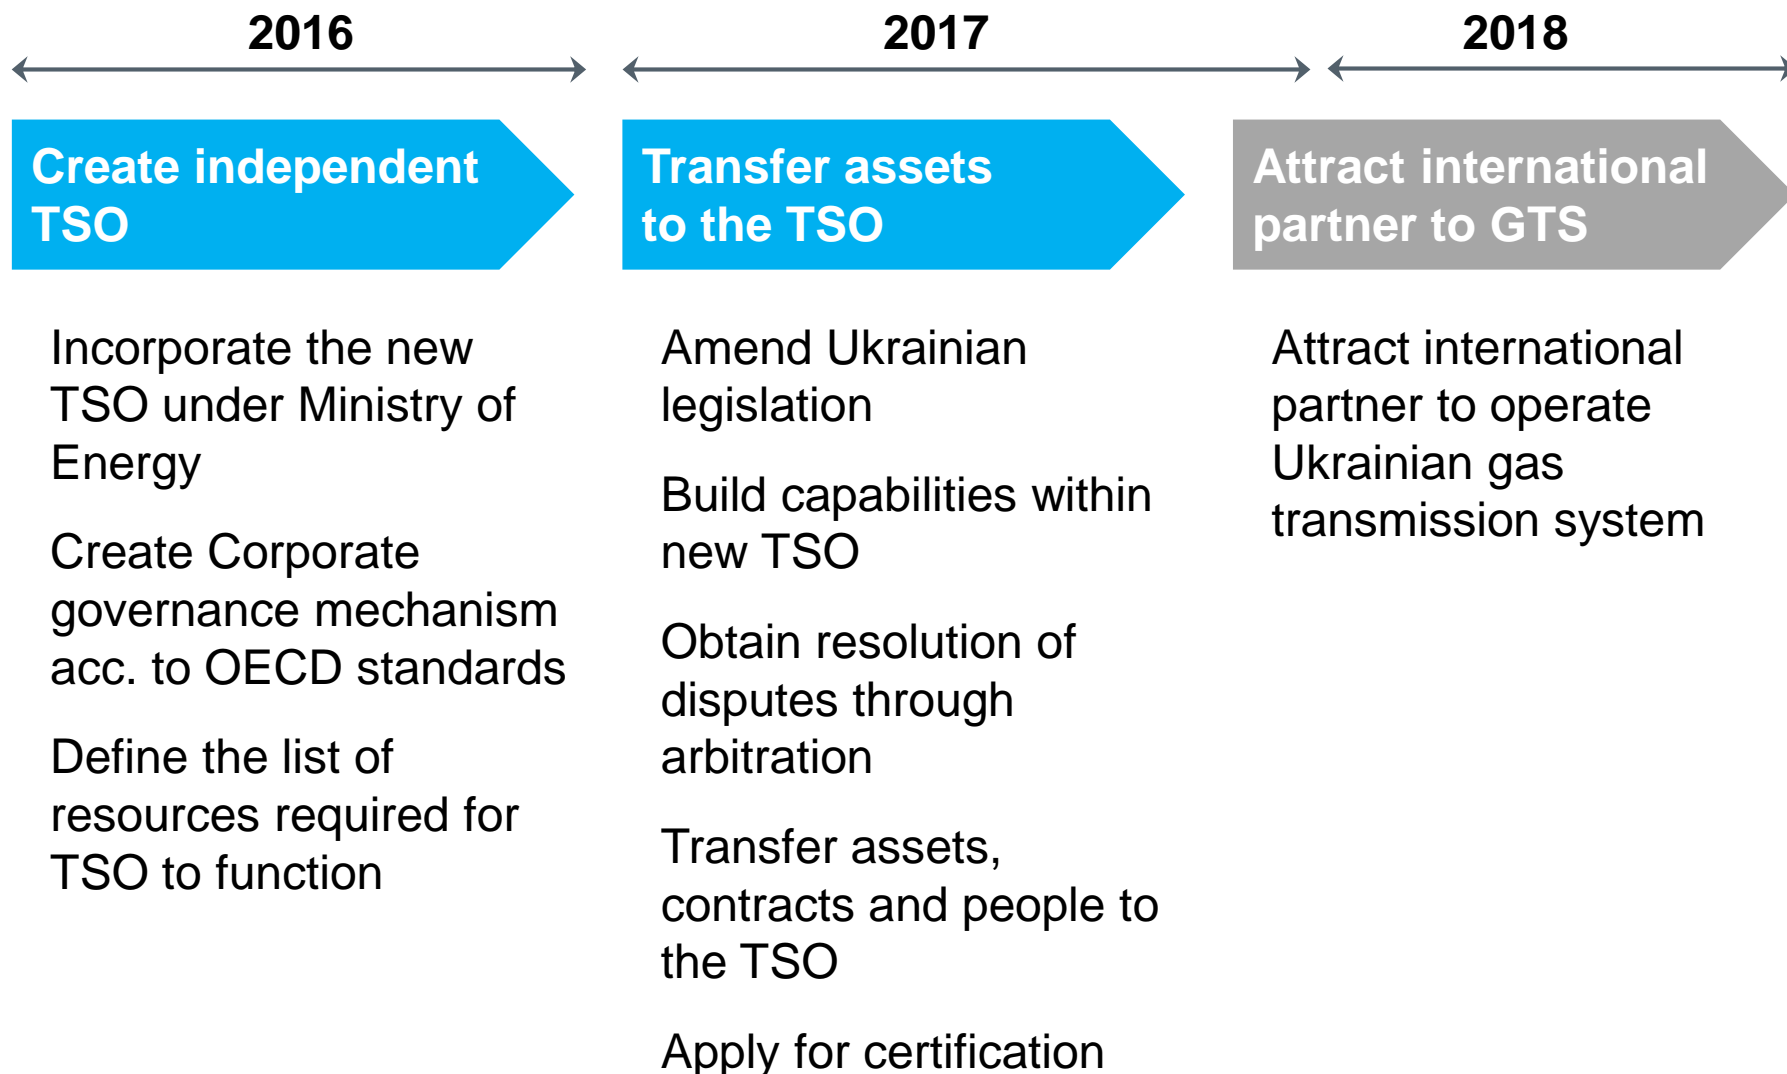 2016
2017
2018
Create independent
TSO
Transfer assets
to the TSO
Attract international
partner to GTS
Incorporate the new
TSO under Ministry of
Energy
Create Corporate
governance mechanism
acc. to OECD standards
Define the list of
resources required for
TSO to function
Amend Ukrainian
legislation
Build capabilities within
new TSO
Obtain resolution of
disputes through
arbitration
Transfer assets,
contracts and people to
the TSO
Apply for certification
Attract international
partner to operate
Ukrainian gas
transmission system